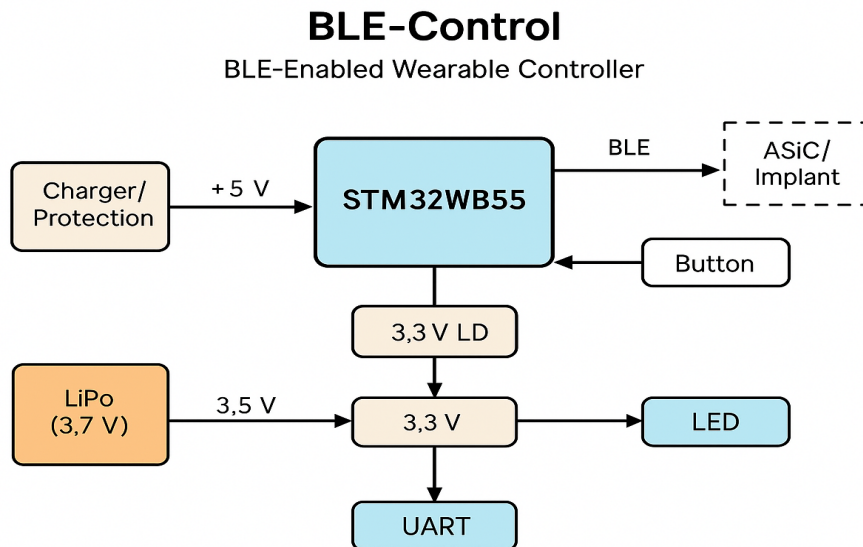 BLE-Control
BLE-Enabled Wearable Controller
Charger/
Protection
+5 V
STM32WB55
BLE
ASiC/
Implant
Button
3,3 V LD
LiPo
(3,7 V)
3,5 V
3,3 V
LED
UART